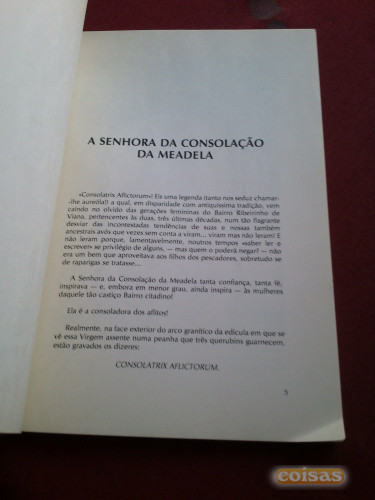 A SENHORA DA CONSOLAÇÃO
DA MEADELA
«Consolatrix Aflictorum»! Eis uma legenda (tanto nos seduz chamar-
-lhe aureola!) a qual, em disparidade com antiquíssima tradição, vem
caindo no olvido das gerações femininas do Bairro Ribeirinho de
Viana, pertencentes às duas, três últimas décadas, num tão flagrante
desviar das incontestadas tendências de suas e nossas também
ancestrais avós que vezes sem conta a viram... viram mas não leram! E
não leram porque, lamentavelmente, noutros tempos «saber ler e
escrever» se privilégio de alguns, — mas quem o poderá negar? — não
era um bem que aproveitava aos filhos dos pescadores, sobretudo se
de raparigas se tratasse...
A Senhora da Consolação da Meadela tanta confiança, tanta fé,
inspirava — e, embora em menor grau, ainda inspira — às mulheres
daquele tão castiço Bairro citadino!
Ela é a consoladora dos aflitos!
Realmente, na face exterior do arco granítico da edícula em que se
vê essa Virgem assente numa peanha que três querubins guarnecem,
estão gravados os dizeres:
CONSOLATRIX AFLICTORUM.
5
coisas